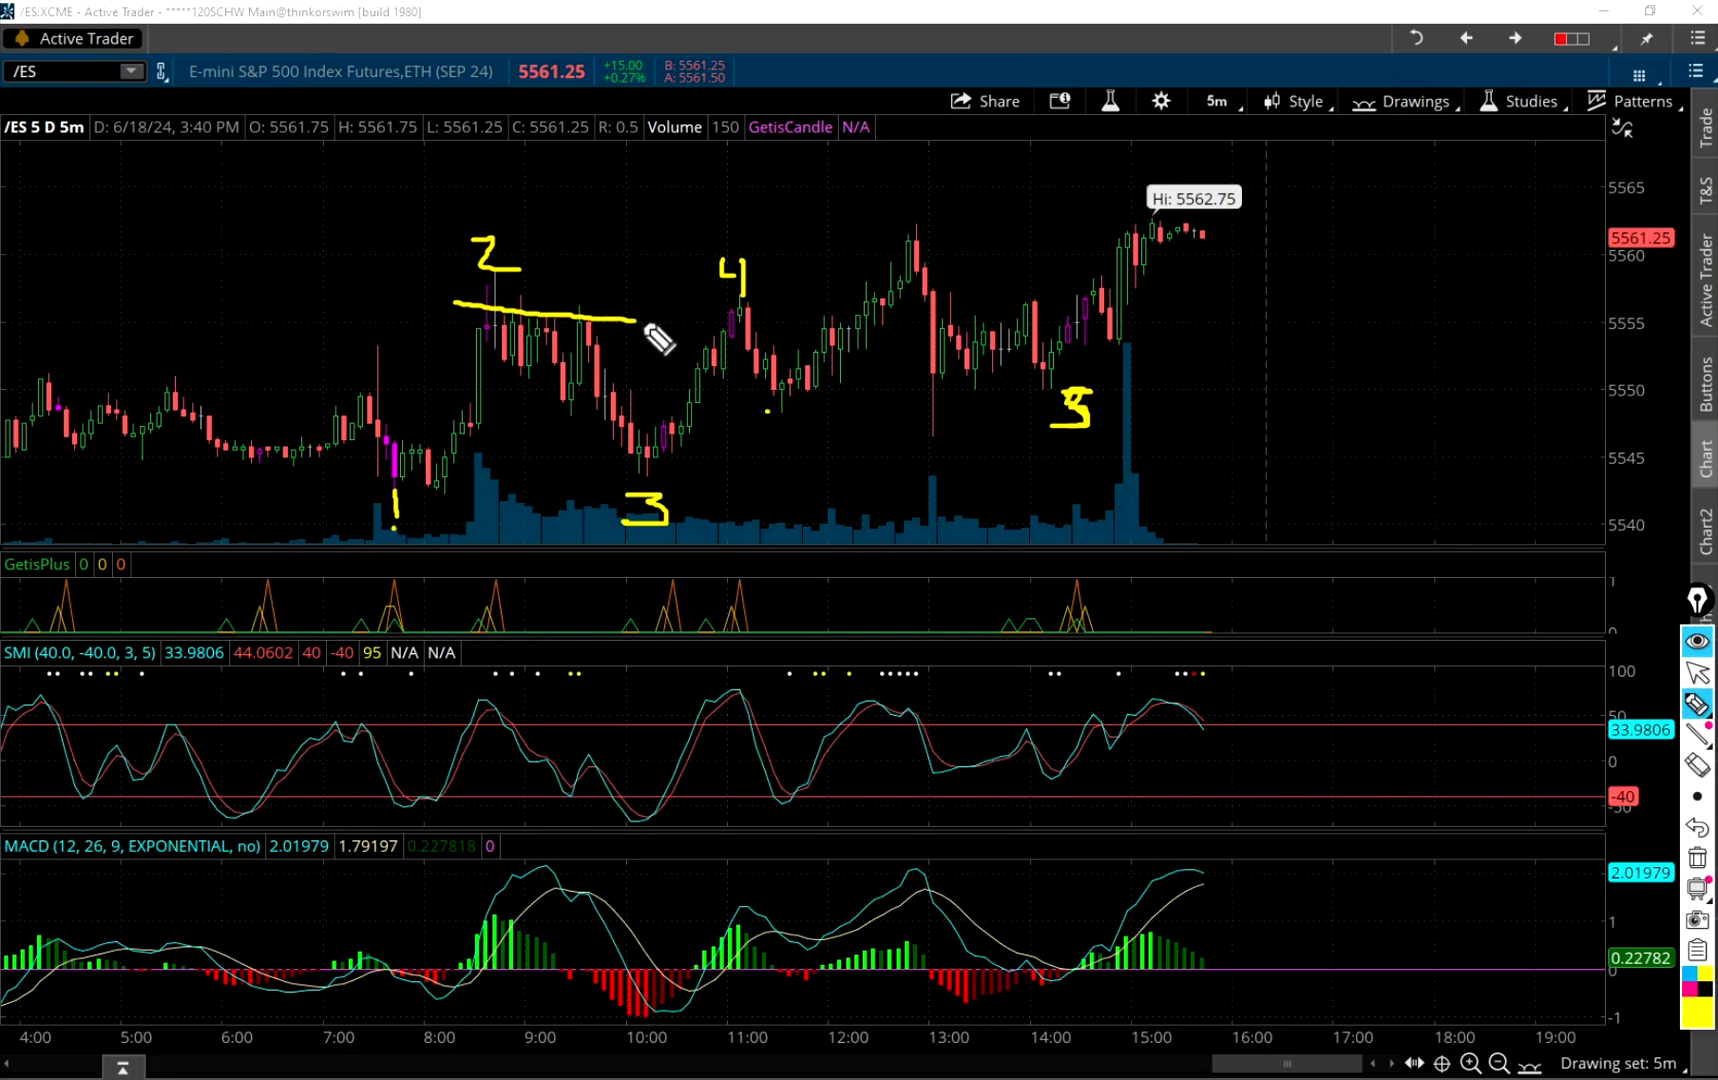 /ES:XCME - Active Trader - *****120SCHW Main@thinkorswim [build 1980]
Active Trader
/ES E-mini S&P 500 Index Futures,ETH (SEP 24) 5561.25 +15.00 +0.27% B: 5561.25 A: 5561.50
Share 5m Style Drawings Studies Patterns
/ES 5 D 5m D: 6/18/24, 3:40 PM O: 5561.75 H: 5561.75 L: 5561.25 C: 5561.25 R: 0.5 Volume 150 GetisCandle N/A
Hi: 5562.75
5565
5561.25
5560
5555
5550
5545
5540
2
4
1
3
5
GetisPlus 0 0 0
1
0
SMI (40.0, -40.0, 3, 5) 33.9806 44.0602 40 -40 95 N/A N/A
100
50
33.9806
0
-40
-50
MACD (12, 26, 9, EXPONENTIAL, no) 2.01979 1.79197 0.227818 0
2.01979
1
0.22782
0
-1
4:00 5:00 6:00 7:00 8:00 9:00 10:00 11:00 12:00 13:00 14:00 15:00 16:00 17:00 18:00 19:00
Drawing set: 5m
Trade
T&S
Active Trader
Buttons
Chart
Chart2